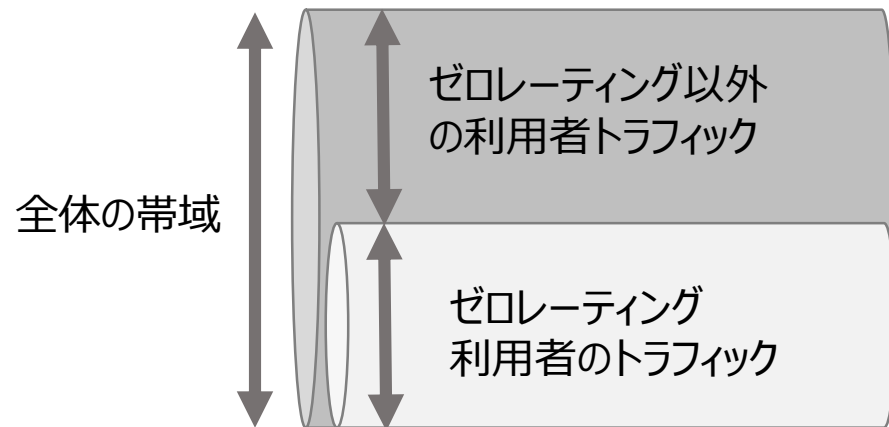 ゼロレーティング以外
の利用者トラフィック
全体の帯域
ゼロレーティング
利用者のトラフィック